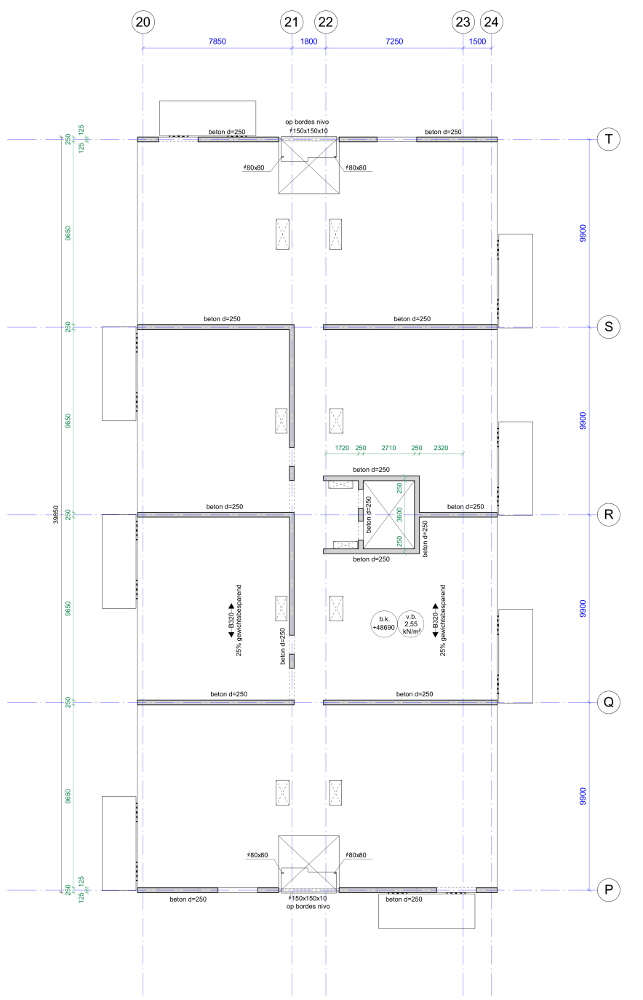 20
21
22
23
24
7850
1800
7250
1500
op bordes nivo
150x150x10
beton d=250
beton d=250
125
250
125
T
80x80
80x80
9650
9900
beton d=250
beton d=250
250
S
9650
9900
1720
250
2710
250
2320
beton d=250
250
39850
beton d=250
beton d=250
3600
beton d=250
250
R
250
beton d=250
beton d=250
B320
25% gewichtsbesparend
b.k.
+48690
v.b.
2,55
kN/m²
B320
25% gewichtsbesparend
9650
9900
beton d=250
beton d=250
beton d=250
250
Q
9650
9900
80x80
80x80
125
250
125
P
beton d=250
150x150x10
op bordes nivo
beton d=250